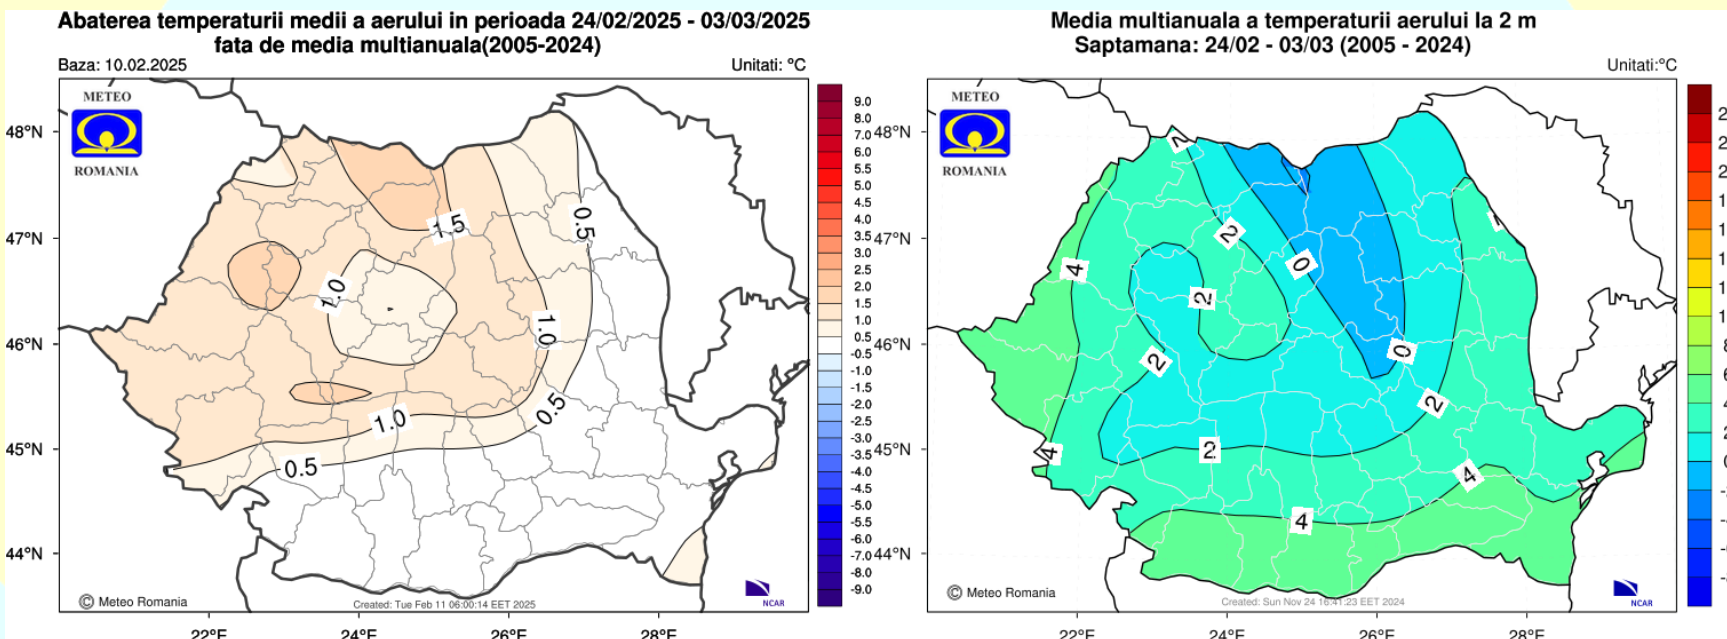 Abaterea temperaturii medii a aerului in perioada 24/02/2025 - 03/03/2025
fata de media multianuala(2005-2024)
Baza: 10.02.2025
Unitati: °C
METEO
ROMANIA
48°N
47°N
46°N
45°N
44°N
1.5
0.5
1.0
1.0
1.0
0.5
0.5
9.0
8.0
7.0
6.0
5.5
5.0
4.5
4.0
3.5
3.0
2.5
2.0
1.5
1.0
0.5
-0.5
-1.0
-1.5
-2.0
-2.5
-3.0
-3.5
-4.0
-4.5
-5.0
-5.5
-6.0
-7.0
-8.0
-9.0
© Meteo Romania
Created: Tue Feb 11 06:00:14 EET 2025
NCAR
22°E
24°E
26°E
28°E
Media multianuala a temperaturii aerului la 2 m
Saptamana: 24/02 - 03/03 (2005 - 2024)
Unitati:°C
METEO
ROMANIA
48°N
47°N
46°N
45°N
44°N
2
0
4
2
0
2
2
4
2
4
4
© Meteo Romania
Created: Sun Nov 24 16:41:23 EET 2024
NCAR
22°E
24°E
26°E
28°E